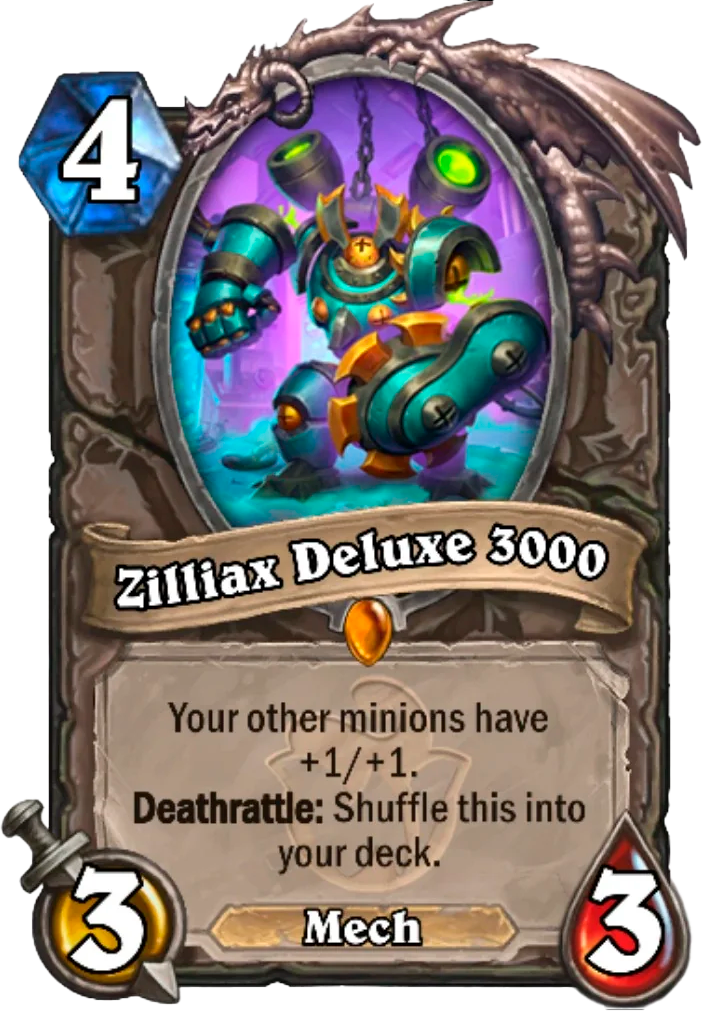 4
Zilliax Deluxe 3000
Your other minions have
+1/+1.
Deathrattle: Shuffle this into
your deck.
3
Mech
3